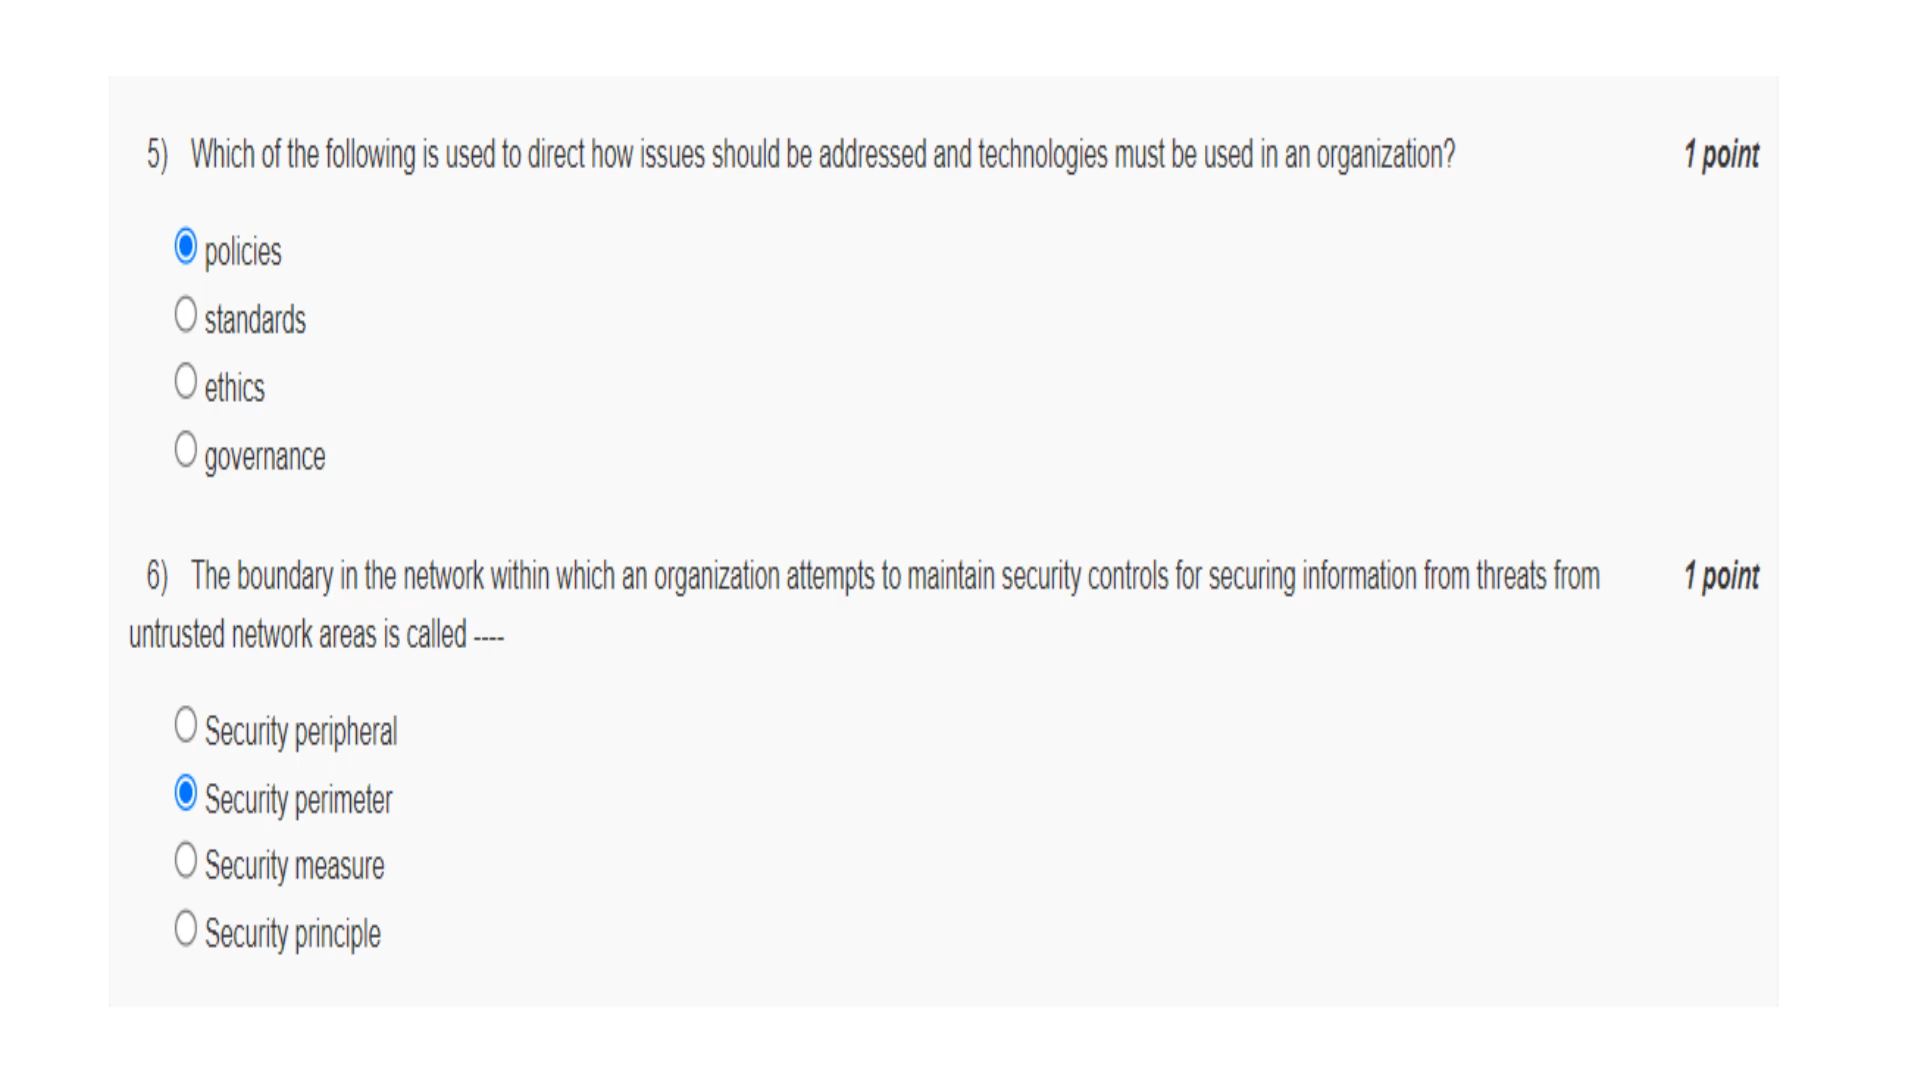 5) Which of the following is used to direct how issues should be addressed and technologies must be used in an organization? 1 point
policies
standards
ethics
governance
6) The boundary in the network within which an organization attempts to maintain security controls for securing information from threats from 1 point
untrusted network areas is called ----
Security peripheral
Security perimeter
Security measure
Security principle